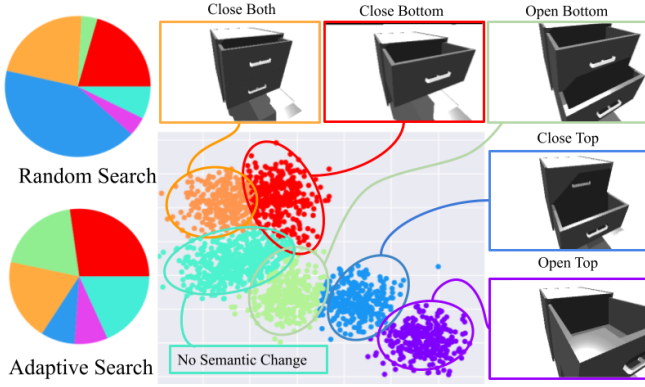 Close Both
Close Bottom
Open Bottom
Random Search
Close Top
Open Top
No Semantic Change
Adaptive Search